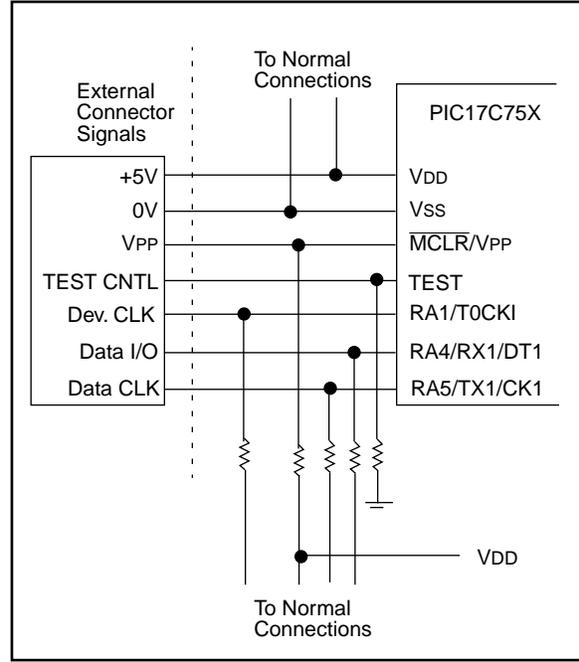 To Normal
Connections
External
Connector
Signals
PIC17C75X
+5V
VDD
0V
VSS
VPP
MCLR/VPP
TEST CNTL
TEST
Dev. CLK
RA1/T0CKI
Data I/O
RA4/RX1/DT1
Data CLK
RA5/TX1/CK1
VDD
To Normal
Connections